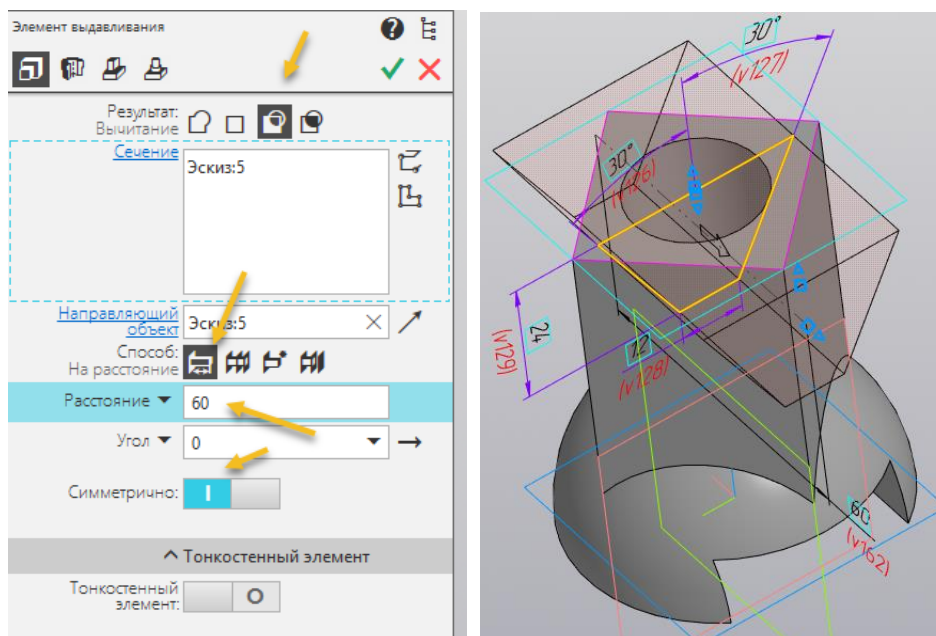 Элемент выдавливания
Результат:
Вычитание
Сечение
Эскиз:5
Направляющий
объект
Эскиз:5
Способ:
На расстояние
Расстояние
60
Угол
0
Симметрично:
Тонкостенный элемент
Тонкостенный
элемент:
30°
(v127)
30°
(v126)
24
(v129)
12
(v128)
60
(v162)